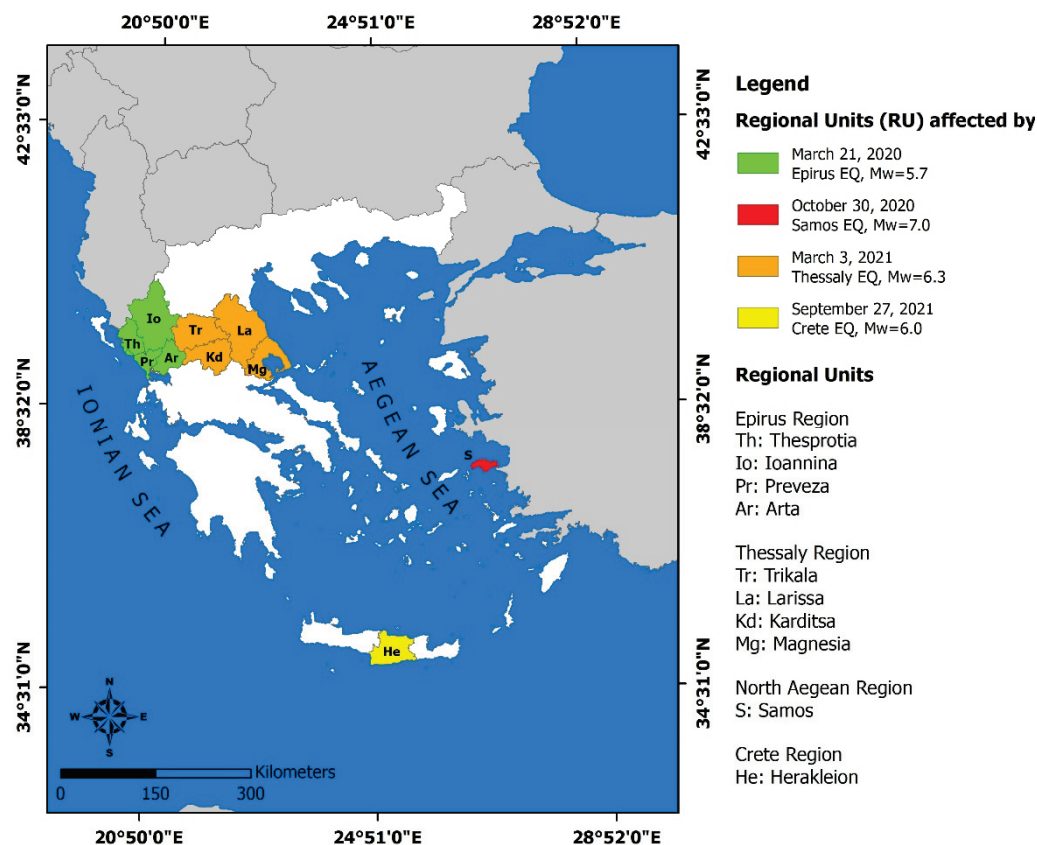 20°50'0"E 24°51'0"E 28°52'0"E
42°33'0"N
42°33'0"N
38°32'0"N
38°32'0"N
34°31'0"N
34°31'0"N
Io
Th
Pr
Ar
Tr
La
Kd
Mg
S
He
IONIAN SEA
AEGEAN SEA
N
W E
S
Kilometers
0 150 300
20°50'0"E 24°51'0"E 28°52'0"E
Legend
Regional Units (RU) affected by
March 21, 2020
Epirus EQ, Mw=5.7
October 30, 2020
Samos EQ, Mw=7.0
March 3, 2021
Thessaly EQ, Mw=6.3
September 27, 2021
Crete EQ, Mw=6.0
Regional Units
Epirus Region
Th: Thesprotia
Io: Ioannina
Pr: Preveza
Ar: Arta
Thessaly Region
Tr: Trikala
La: Larissa
Kd: Karditsa
Mg: Magnesia
North Aegean Region
S: Samos
Crete Region
He: Herakleion